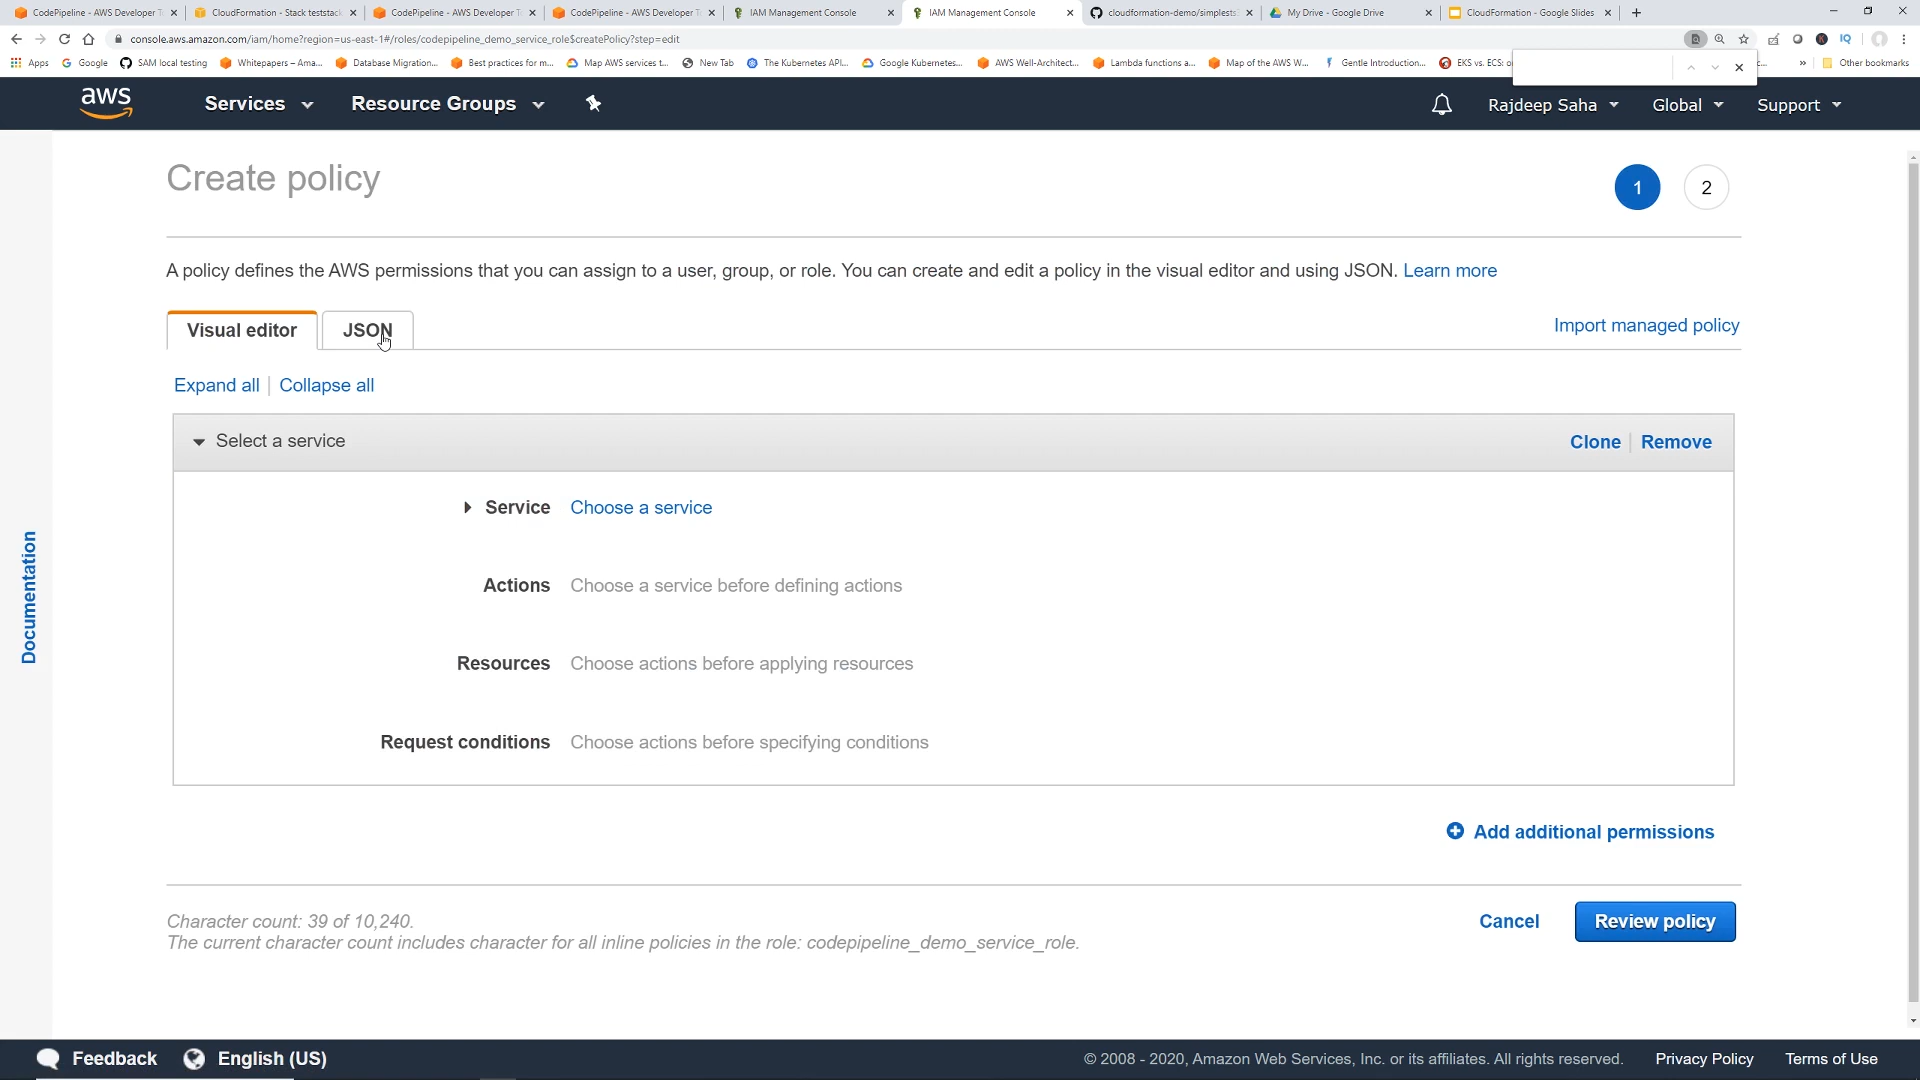 CodePipeline - AWS Developer T
CloudFormation - Stack teststack
CodePipeline - AWS Developer T
CodePipeline - AWS Developer T
IAM Management Console
IAM Management Console
cloudformation-demo/simplests
My Drive - Google Drive
CloudFormation - Google Slides
console.aws.amazon.com/iam/home?region=us-east-1#/roles/codepipeline_demo_service_role$createPolicy?step=edit
Apps
Google
SAM local testing
Whitepapers – Ama...
Database Migration...
Best practices for m...
Map AWS services t...
New Tab
The Kubernetes API...
Google Kubernetes...
AWS Well-Architect...
Lambda functions a...
Map of the AWS W...
Gentle Introduction...
EKS vs. ECS: o
Other bookmarks
aws
Services
Resource Groups
Rajdeep Saha
Global
Support
Create policy
1
2
A policy defines the AWS permissions that you can assign to a user, group, or role. You can create and edit a policy in the visual editor and using JSON. Learn more
Visual editor
JSON
Import managed policy
Expand all
Collapse all
Select a service
Clone
Remove
Service Choose a service
Actions Choose a service before defining actions
Resources Choose actions before applying resources
Request conditions Choose actions before specifying conditions
Documentation
Add additional permissions
Character count: 39 of 10,240.
The current character count includes character for all inline policies in the role: codepipeline_demo_service_role.
Cancel
Review policy
Feedback
English (US)
© 2008 - 2020, Amazon Web Services, Inc. or its affiliates. All rights reserved.
Privacy Policy
Terms of Use